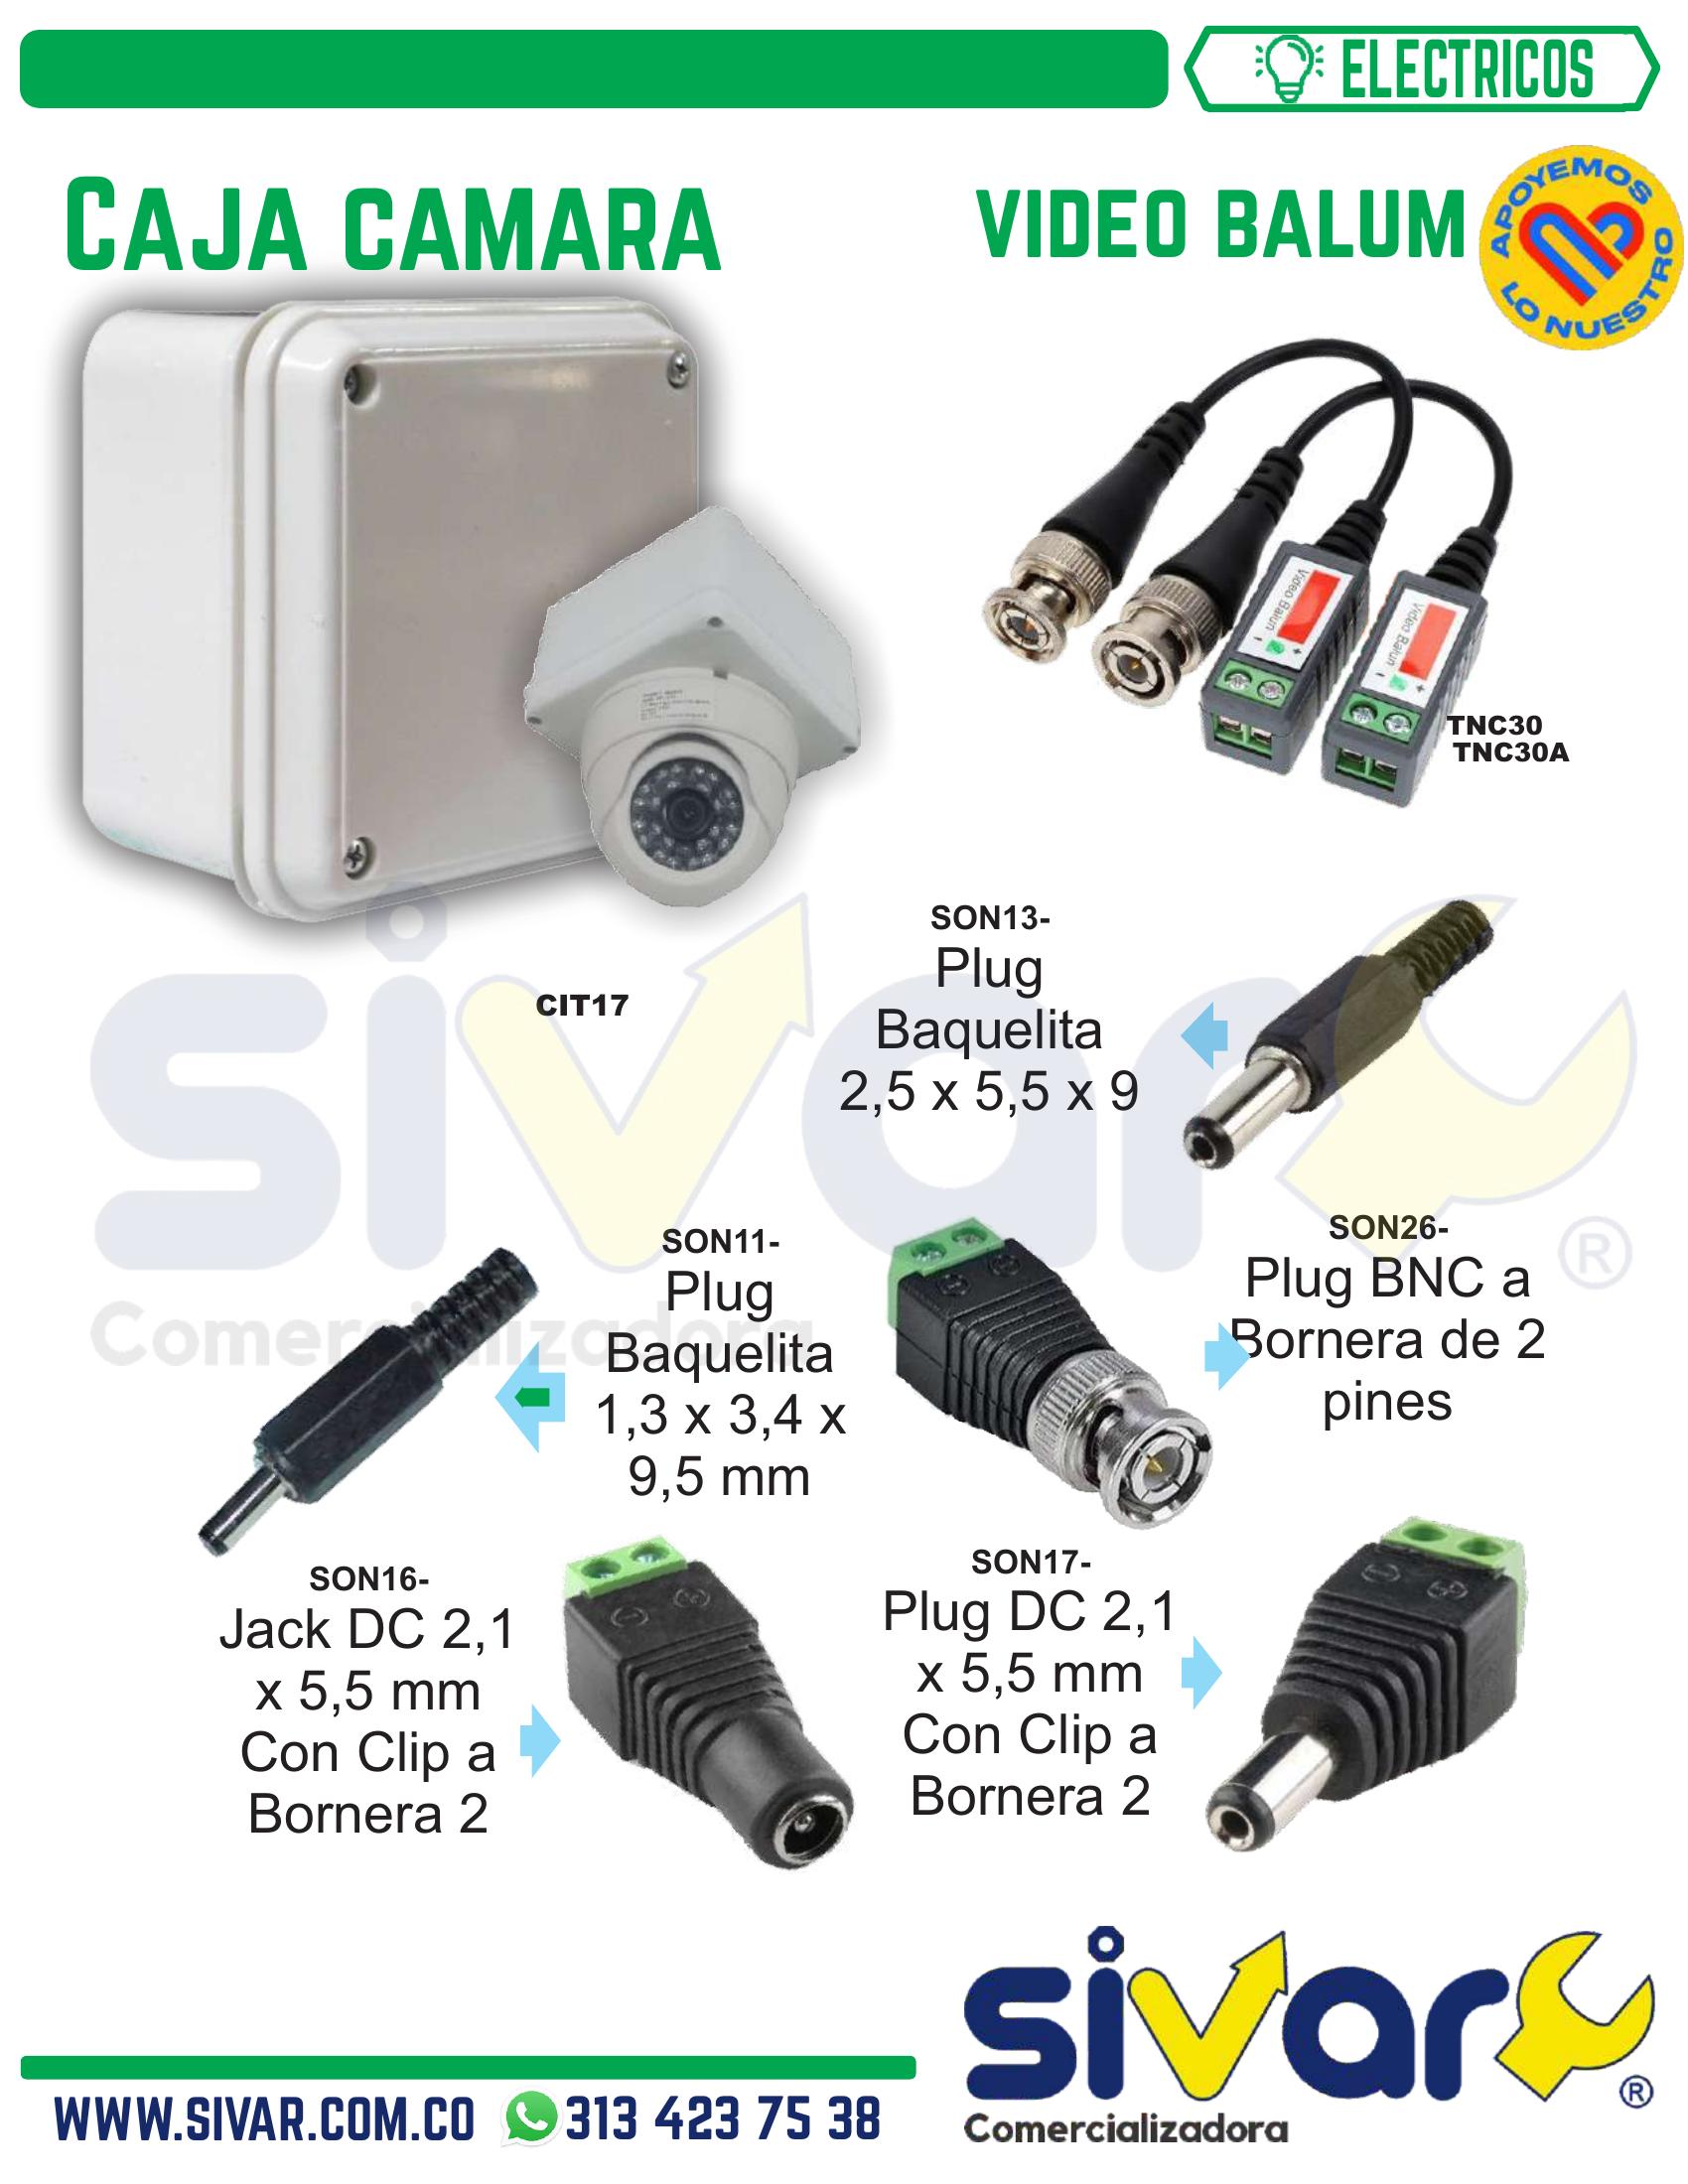 ELECTRICOS
CAJA CAMARA
VIDEO BALUM
APOYEMOS
LO NUESTRO
Video Balun
Video Balun
TNC30
TNC30A
CIT17
SON13-
Plug
Baquelita
2,5 x 5,5 x 9
SON11-
Plug
Baquelita
1,3 x 3,4 x
9,5 mm
SON26-
Plug BNC a
Bornera de 2
pines
SON16-
Jack DC 2,1
x 5,5 mm
Con Clip a
Bornera 2
SON17-
Plug DC 2,1
x 5,5 mm
Con Clip a
Bornera 2
sivar
Comercializadora
®
sivar
®
Comercializadora
WWW.SIVAR.COM.CO
313 423 75 38